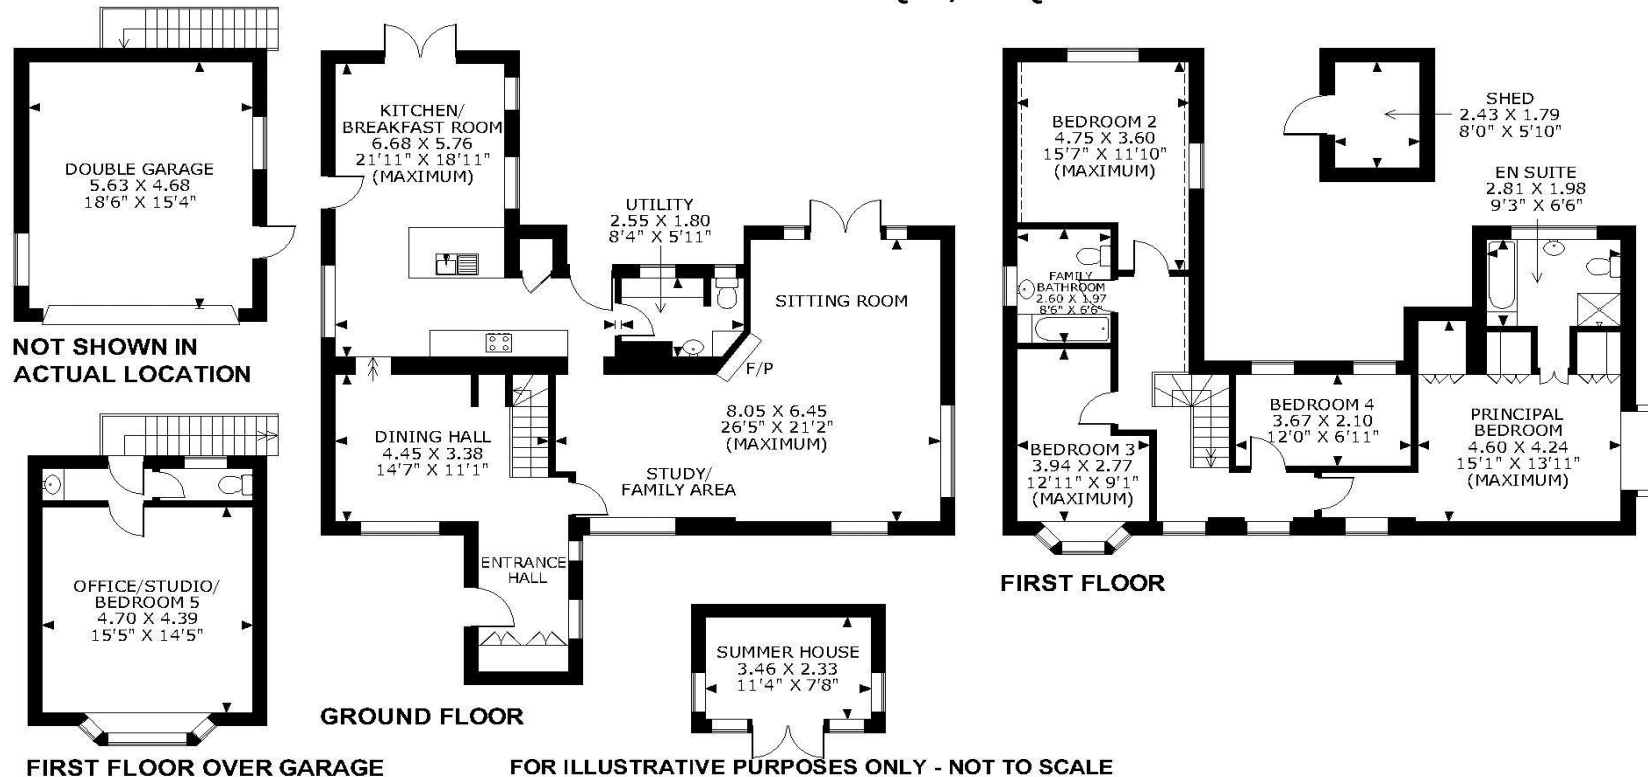 DOUBLE GARAGE
5.63 X 4.68
18'6" X 15'4"
NOT SHOWN IN
ACTUAL LOCATION
OFFICE/STUDIO/
BEDROOM 5
4.70 X 4.39
15'5" X 14'5"
FIRST FLOOR OVER GARAGE
KITCHEN/
BREAKFAST ROOM
6.68 X 5.76
21'11" X 18'11"
(MAXIMUM)
UTILITY
2.55 X 1.80
8'4" X 5'11"
SITTING ROOM
F/P
8.05 X 6.45
26'5" X 21'2"
(MAXIMUM)
DINING HALL
4.45 X 3.38
14'7" X 11'1"
STUDY/
FAMILY AREA
ENTRANCE
HALL
GROUND FLOOR
SUMMER HOUSE
3.46 X 2.33
11'4" X 7'8"
BEDROOM 2
4.75 X 3.60
15'7" X 11'10"
(MAXIMUM)
FAMILY
BATHROOM
2.60 X 1.97
8'6" X 6'6"
BEDROOM 3
3.94 X 2.77
12'11" X 9'1"
(MAXIMUM)
BEDROOM 4
3.67 X 2.10
12'0" X 6'11"
PRINCIPAL
BEDROOM
4.60 X 4.24
15'1" X 13'11"
(MAXIMUM)
SHED
2.43 X 1.79
8'0" X 5'10"
EN SUITE
2.81 X 1.98
9'3" X 6'6"
FIRST FLOOR
FOR ILLUSTRATIVE PURPOSES ONLY - NOT TO SCALE